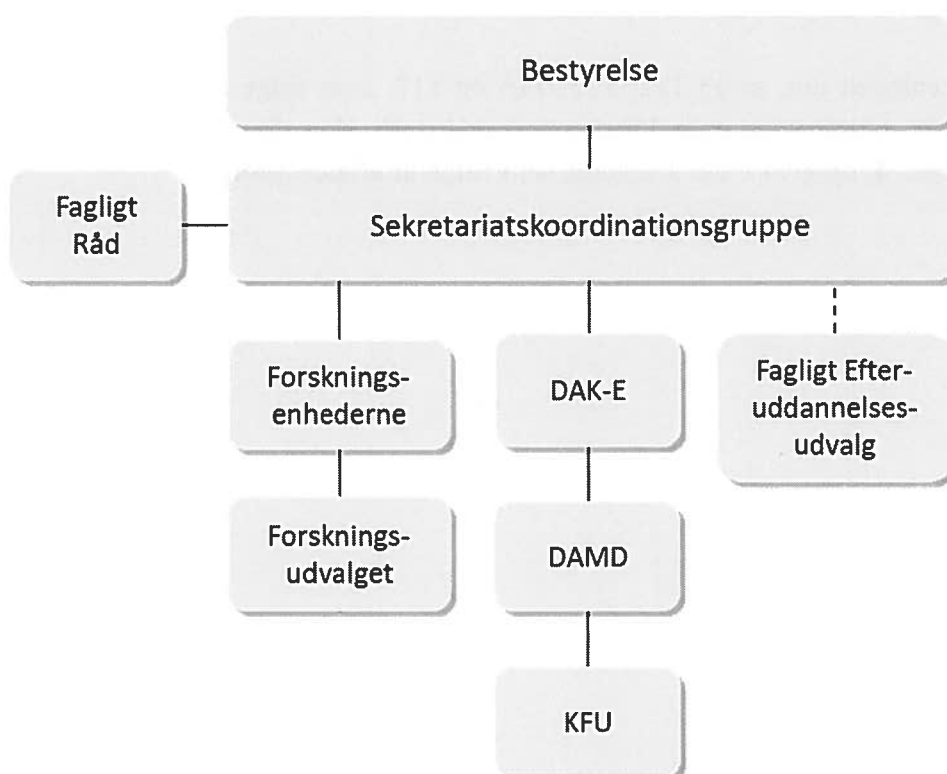 Bestyrelse
Fagligt
Råd
Sekretariatskoordinationsgruppe
Forsknings-
enhederne
DAK-E
Fagligt Efter-
uddannelses-
udvalg
Forsknings-
udvalget
DAMD
KFU